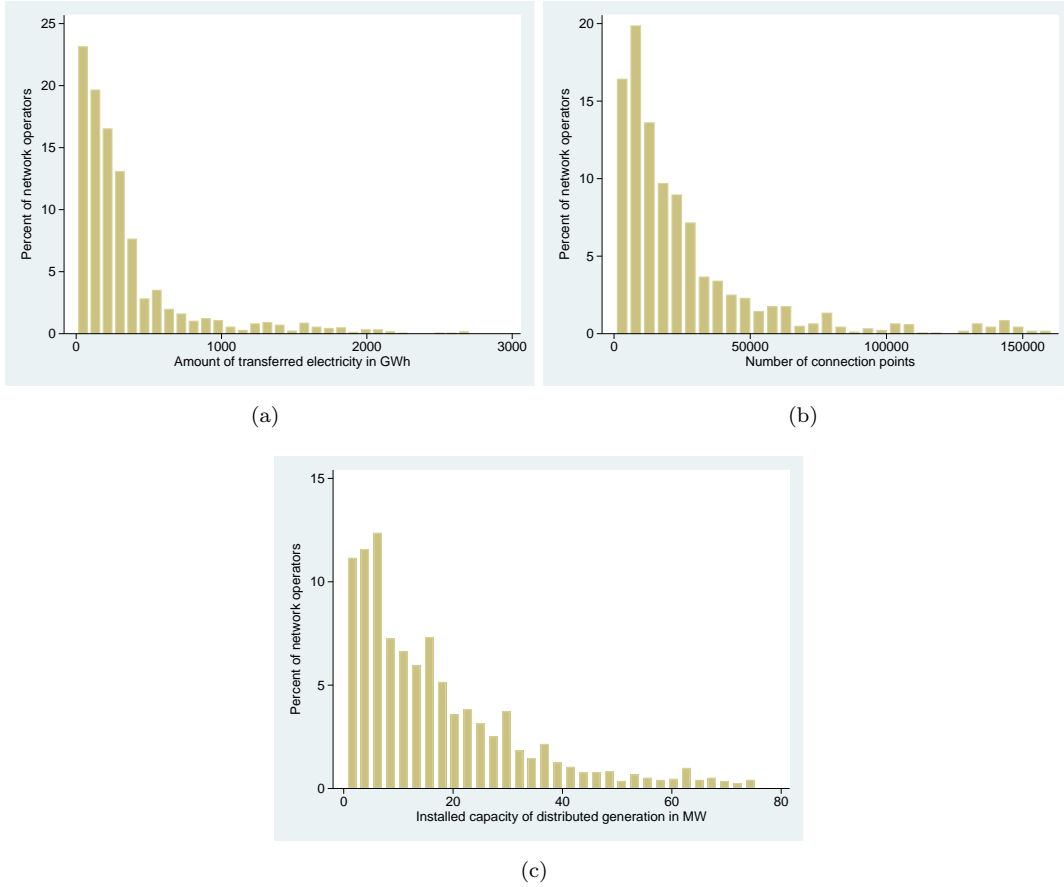 25
20
15
10
5
0
Percent of network operators
0 1000 2000 3000
Amount of transferred electricity in GWh
(a)
20
15
10
5
0
Percent of network operators
0 50000 100000 150000
Number of connection points
(b)
15
10
5
0
Percent of network operators
0 20 40 60 80
Installed capacity of distributed generation in MW
(c)